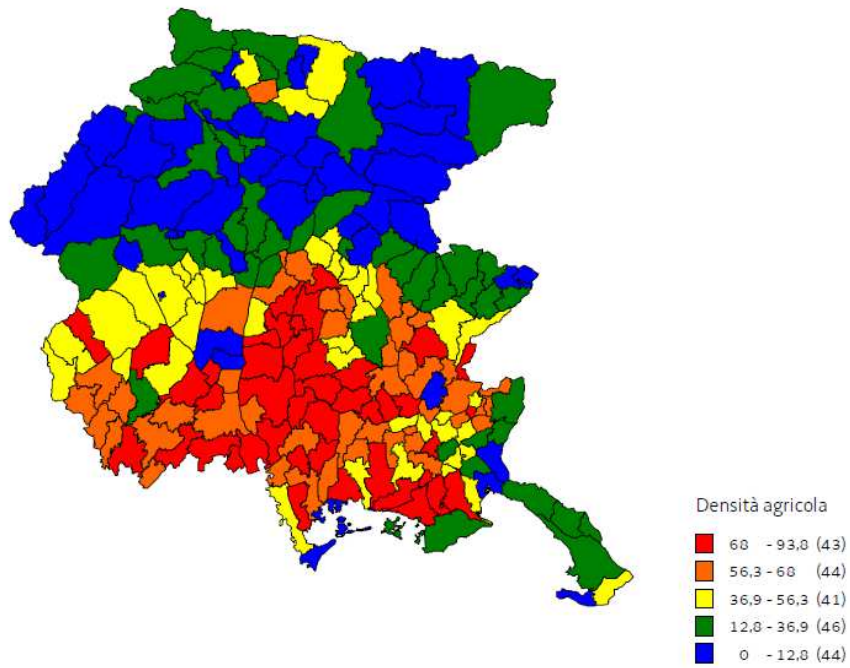 Densità agricola
68 - 93,8 (43)
56,3 - 68 (44)
36,9 - 56,3 (41)
12,8 - 36,9 (46)
0 - 12,8 (44)